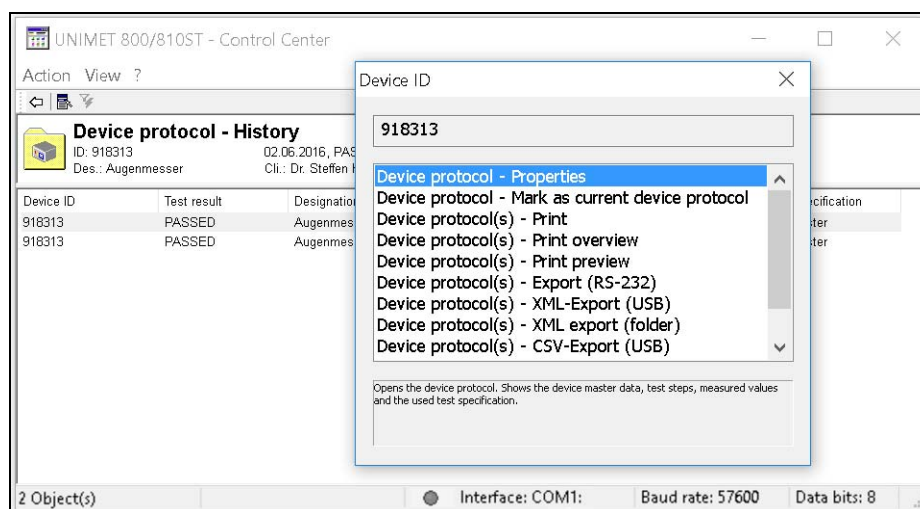 UNIMET 800/810ST - Control Center
Action View ?
Device protocol - History
ID: 918313 02.06.2016, PAS
Des.: Augenmesser Cli.: Dr. Steffen
Device ID Test result Designatio cification
918313 PASSED Augenmes ter
918313 PASSED Augenmes ter
Device ID
918313
Device protocol - Properties
Device protocol - Mark as current device protocol
Device protocol(s) - Print
Device protocol(s) - Print overview
Device protocol(s) - Print preview
Device protocol(s) - Export (RS-232)
Device protocol(s) - XML-Export (USB)
Device protocol(s) - XML export (folder)
Device protocol(s) - CSV-Export (USB)
Opens the device protocol. Shows the device master data, test steps, measured values
and the used test specification.
2 Object(s) Interface: COM1: Baud rate: 57600 Data bits: 8